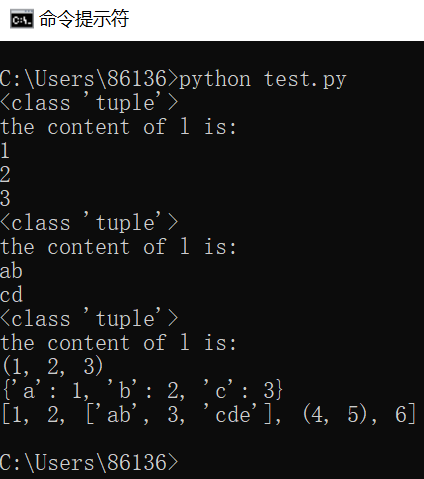 命令提示符
C:\Users\86136>python test.py
<class 'tuple'>
the content of l is:
1
2
3
<class 'tuple'>
the content of l is:
ab
cd
<class 'tuple'>
the content of l is:
(1, 2, 3)
{'a': 1, 'b': 2, 'c': 3}
[1, 2, ['ab', 3, 'cde'], (4, 5), 6]
C:\Users\86136>